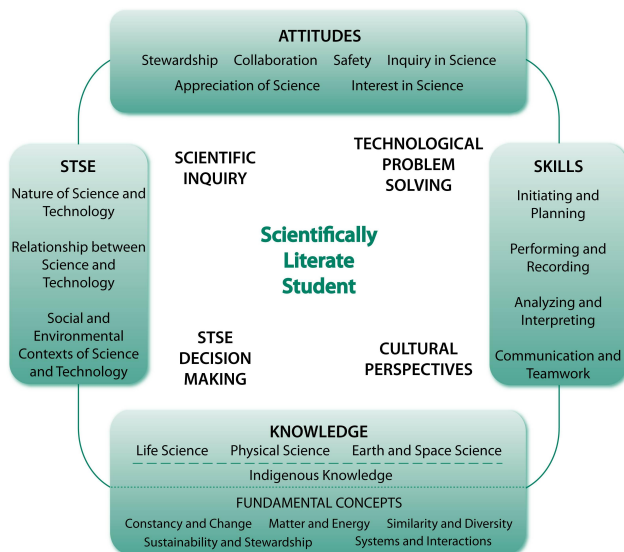 ATTITUDES
Stewardship Collaboration Safety Inquiry in Science
Appreciation of Science Interest in Science
STSE
Nature of Science and
Technology
Relationship between
Science and
Technology
Social and
Environmental
Contexts of Science
and Technology
SCIENTIFIC
INQUIRY
TECHNOLOGICAL
PROBLEM
SOLVING
Scientifically
Literate
Student
STSE
DECISION
MAKING
CULTURAL
PERSPECTIVES
SKILLS
Initiating and
Planning
Performing and
Recording
Analyzing and
Interpreting
Communication and
Teamwork
KNOWLEDGE
Life Science Physical Science Earth and Space Science
Indigenous Knowledge
FUNDAMENTAL CONCEPTS
Constancy and Change Matter and Energy Similarity and Diversity
Sustainability and Stewardship Systems and Interactions